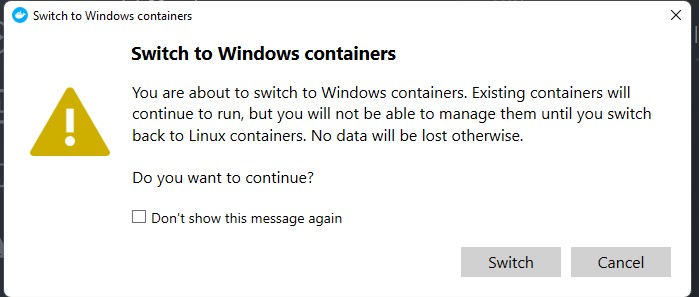 Switch to Windows containers
Switch to Windows containers
You are about to switch to Windows containers. Existing containers will
continue to run, but you will not be able to manage them until you switch
back to Linux containers. No data will be lost otherwise.
Do you want to continue?
Don't show this message again
Switch
Cancel